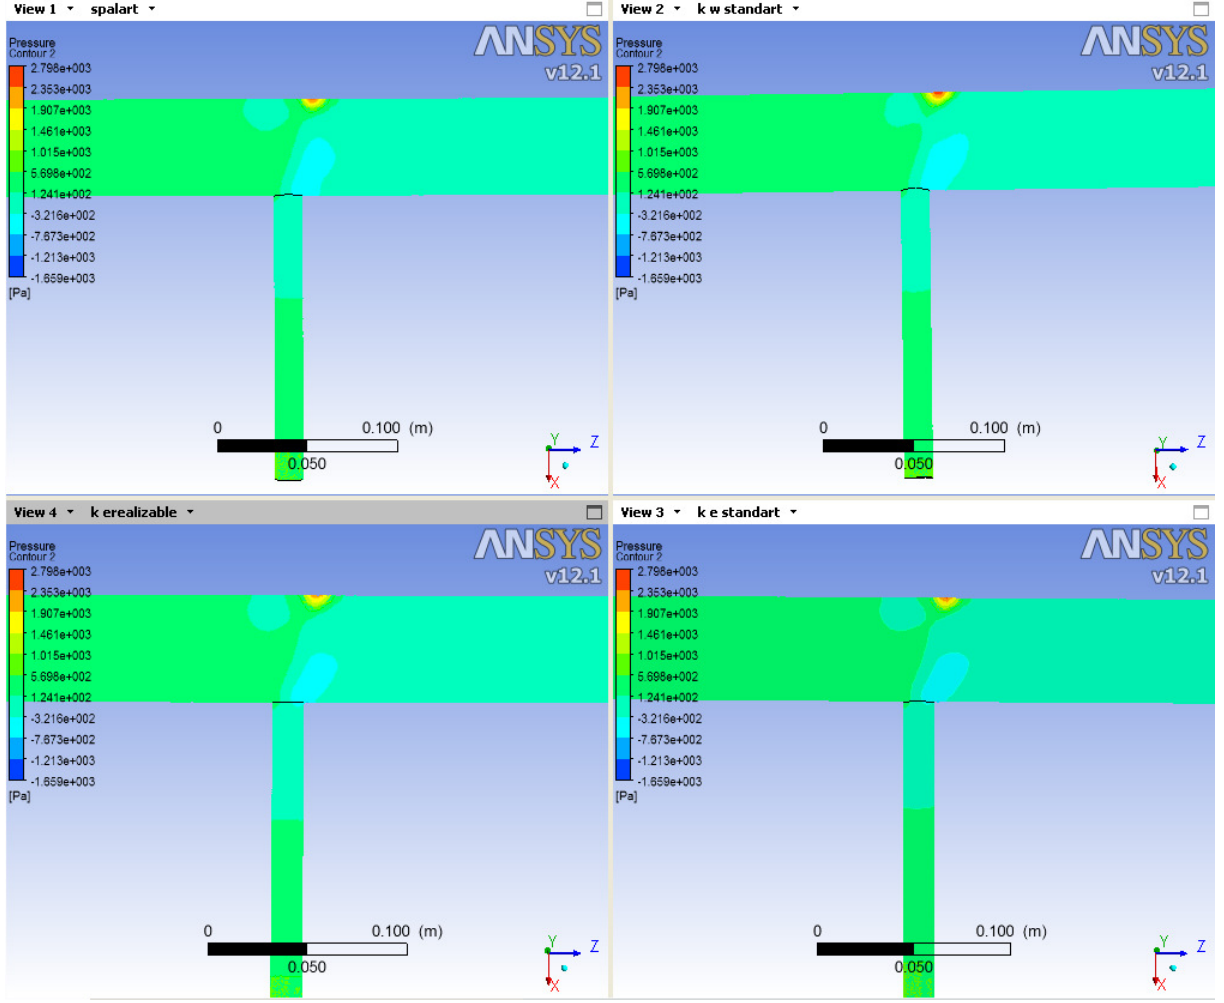 View 1 spalart
ANSYS
v12.1
Pressure
Contour 2
2.798e+003
2.353e+003
1.907e+003
1.461e+003
1.015e+003
5.698e+002
1.241e+002
-3.216e+002
-7.673e+002
-1.213e+003
-1.659e+003
[Pa]
0 0.100 (m)
0.050
Y Z
X
View 2 k w standart
ANSYS
v12.1
Pressure
Contour 2
2.798e+003
2.353e+003
1.907e+003
1.461e+003
1.015e+003
5.698e+002
1.241e+002
-3.216e+002
-7.673e+002
-1.213e+003
-1.659e+003
[Pa]
0 0.100 (m)
0.050
Y Z
X
View 4 k erealizable
ANSYS
v12.1
Pressure
Contour 2
2.798e+003
2.353e+003
1.907e+003
1.461e+003
1.015e+003
5.698e+002
1.241e+002
-3.216e+002
-7.673e+002
-1.213e+003
-1.659e+003
[Pa]
0 0.100 (m)
0.050
Y Z
X
View 3 k e standart
ANSYS
v12.1
Pressure
Contour 2
2.798e+003
2.353e+003
1.907e+003
1.461e+003
1.015e+003
5.698e+002
1.241e+002
-3.216e+002
-7.673e+002
-1.213e+003
-1.659e+003
[Pa]
0 0.100 (m)
0.050
Y Z
X